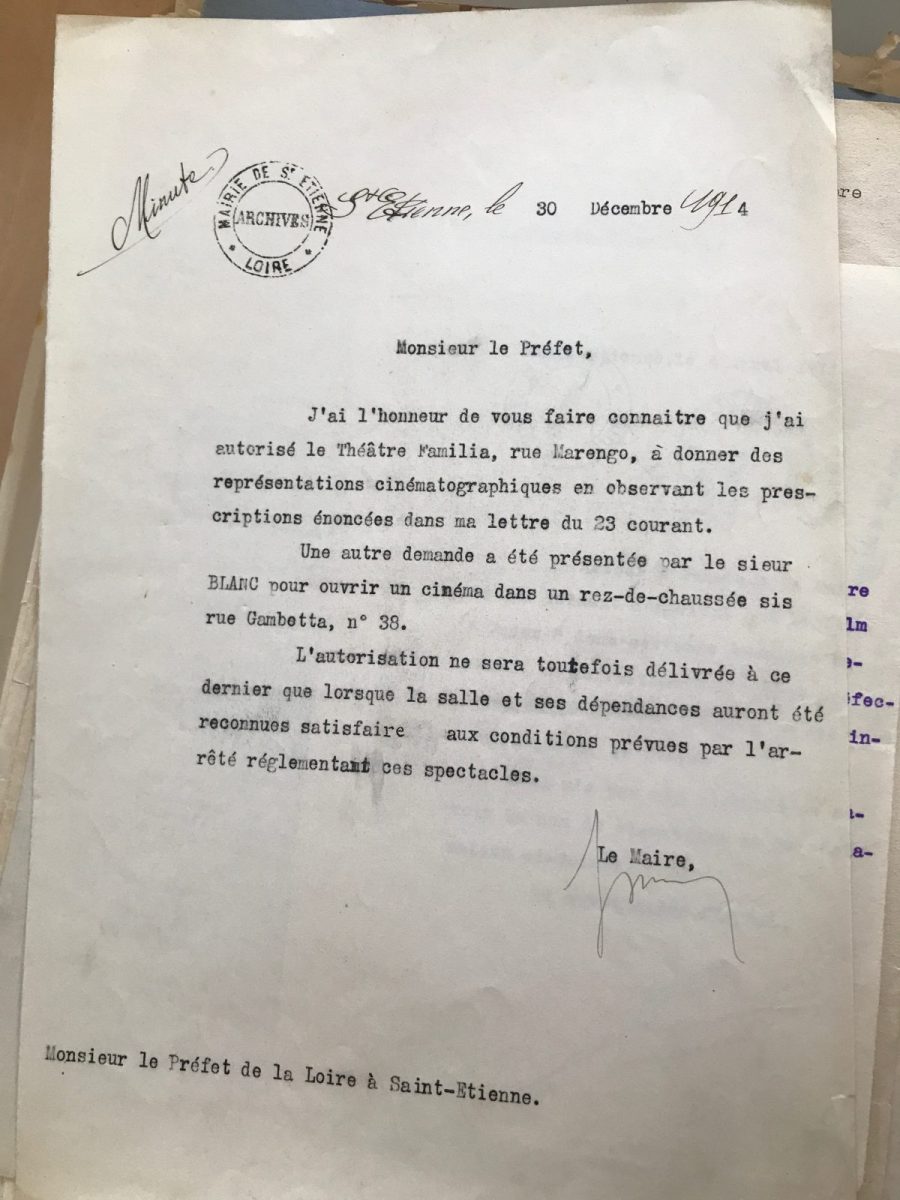 Minute
MAIRIE DE St ETIENNE
ARCHIVES
* LOIRE *
St Etienne, le 30 Décembre 1914
re
Monsieur le Préfet,
J'ai l'honneur de vous faire connaitre que j'ai
autorisé le Théâtre Familia, rue Marengo, à donner des
représentations cinématographiques en observant les pres-
criptions énoncées dans ma lettre du 23 courant.
Une autre demande a été présentée par le sieur
BLANC pour ouvrir un cinéma dans un rez-de-chaussée sis
rue Gambetta, n° 38.
L'autorisation ne sera toutefois délivrée à ce
dernier que lorsque la salle et ses dépendances auront été
reconnues satisfaire aux conditions prévues par l'ar-
rêté réglementant ces spectacles.
Le Maire,
Monsieur le Préfet de la Loire à Saint-Etienne.
re
lm
e-
fec-
in-
a-